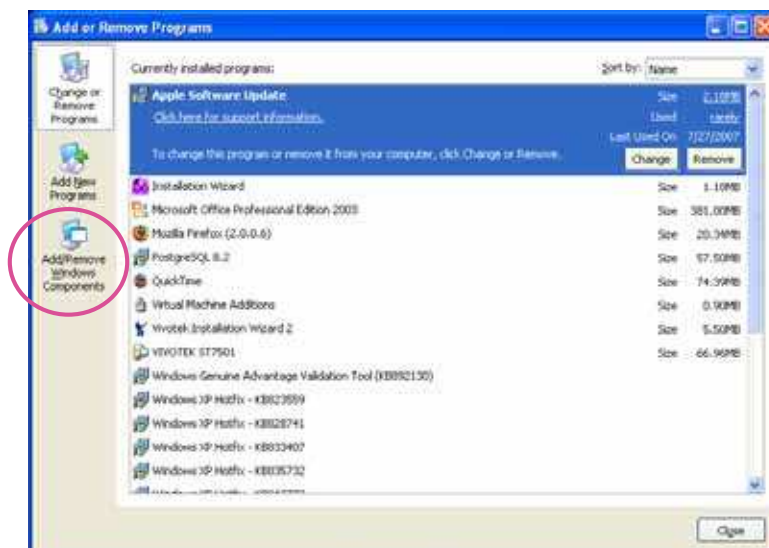 Add or Remove Programs
Change or
Remove
Programs
Add New
Programs
Add/Remove
Windows
Components
Currently installed programs:
Sort by: Name
Apple Software Update Size 2.10MB
Click here for support information. Used rarely
Last Used On 7/27/2007
To change this program or remove it from your computer, click Change or Remove. Change Remove
Installation Wizard Size 1.10MB
Microsoft Office Professional Edition 2003 Size 381.00MB
Mozilla Firefox (2.0.0.6) Size 20.34MB
PostgreSQL 8.2 Size 57.50MB
QuickTime Size 74.39MB
Virtual Machine Additions Size 0.90MB
Vivotek Installation Wizard 2 Size 5.50MB
VIVOTEK ST7501 Size 66.96MB
Windows Genuine Advantage Validation Tool (KB892130)
Windows XP Hotfix - KB823559
Windows XP Hotfix - KB828741
Windows XP Hotfix - KB833407
Windows XP Hotfix - KB835732
Close